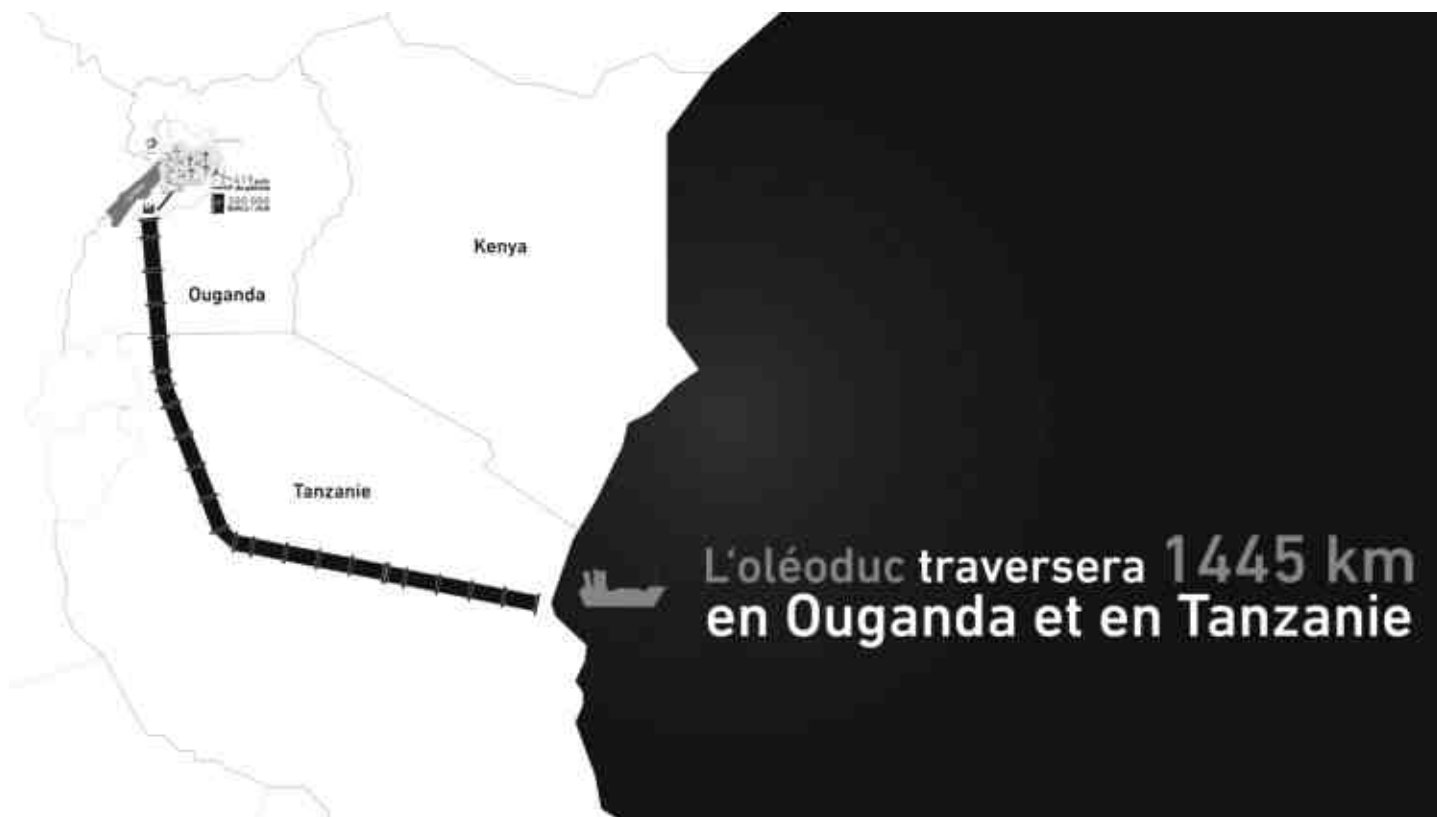 Kenya
Ouganda
Tanzanie
L'oléoduc traversera 1445 km
en Ouganda et en Tanzanie